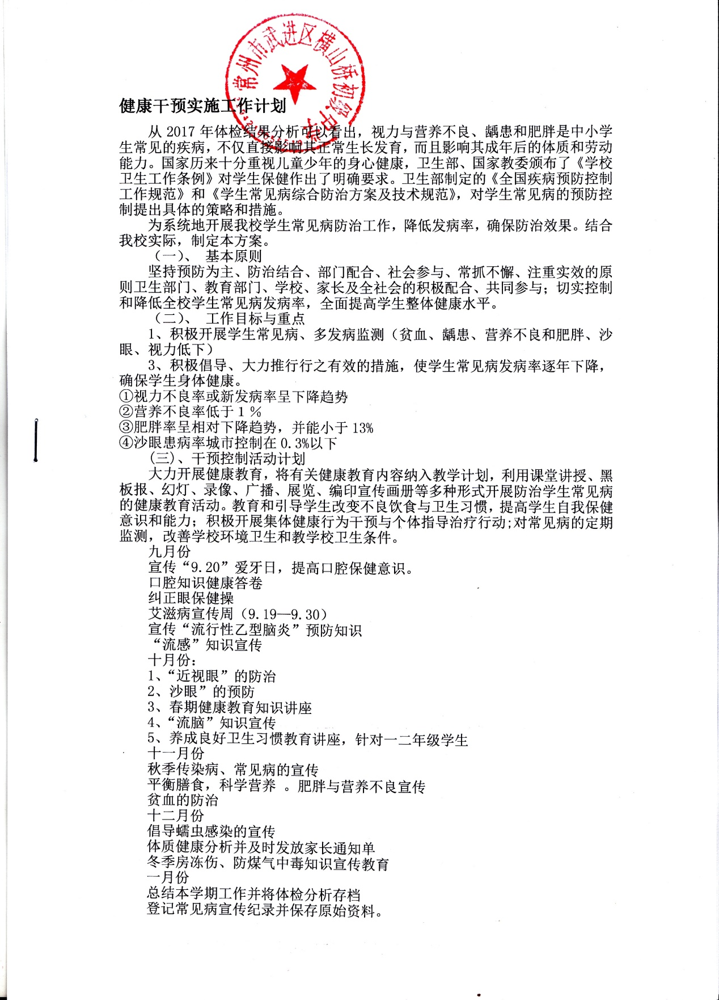 常州市武进区横山桥初级中学
健康干预实施工作计划
从 2017 年体检结果分析可以看出，视力与营养不良、龋患和肥胖是中小学
生常见的疾病，不仅直接影响其正常生长发育，而且影响其成年后的体质和劳动
能力。国家历来十分重视儿童少年的身心健康，卫生部、国家教委颁布了《学校
卫生工作条例》对学生保健作出了明确要求。卫生部制定的《全国疾病预防控制
工作规范》和《学生常见病综合防治方案及技术规范》，对学生常见病的预防控
制提出具体的策略和措施。
为系统地开展我校学生常见病防治工作，降低发病率，确保防治效果。结合
我校实际，制定本方案。
（一）、 基本原则
坚持预防为主、防治结合、部门配合、社会参与、常抓不懈、注重实效的原
则卫生部门、教育部门、学校、家长及全社会的积极配合、共同参与；切实控制
和降低全校学生常见病发病率，全面提高学生整体健康水平。
（二）、 工作目标与重点
1、积极开展学生常见病、多发病监测（贫血、龋患、营养不良和肥胖、沙
眼、视力低下）
3、积极倡导、大力推行行之有效的措施，使学生常见病发病率逐年下降，
确保学生身体健康。
①视力不良率或新发病率呈下降趋势
②营养不良率低于１％
③肥胖率呈相对下降趋势，并能小于 13%
④沙眼患病率城市控制在 0.3%以下
(三)、干预控制活动计划
大力开展健康教育，将有关健康教育内容纳入教学计划，利用课堂讲授、黑
板报、幻灯、录像、广播、展览、编印宣传画册等多种形式开展防治学生常见病
的健康教育活动。教育和引导学生改变不良饮食与卫生习惯，提高学生自我保健
意识和能力；积极开展集体健康行为干预与个体指导治疗行动;对常见病的定期
监测，改善学校环境卫生和教学校卫生条件。
九月份
宣传“9.20”爱牙日，提高口腔保健意识。
口腔知识健康答卷
纠正眼保健操
艾滋病宣传周（9.19—9.30）
宣传“流行性乙型脑炎”预防知识
“流感”知识宣传
十月份：
1、“近视眼”的防治
2、沙眼”的预防
3、春期健康教育知识讲座
4、“流脑”知识宣传
5、养成良好卫生习惯教育讲座，针对一二年级学生
十一月份
秋季传染病、常见病的宣传
平衡膳食，科学营养 。肥胖与营养不良宣传
贫血的防治
十二月份
倡导蠕虫感染的宣传
体质健康分析并及时发放家长通知单
冬季房冻伤、防煤气中毒知识宣传教育
一月份
总结本学期工作并将体检分析存档
登记常见病宣传纪录并保存原始资料。